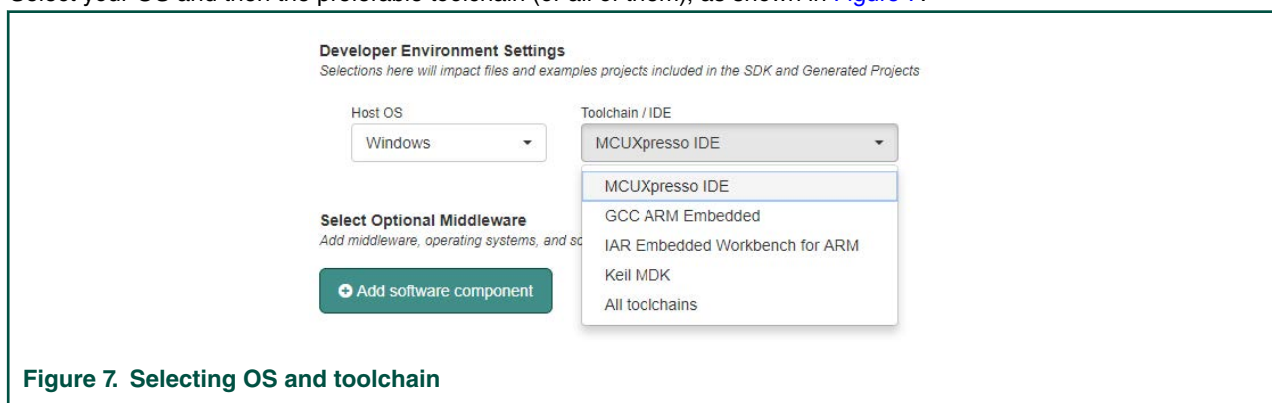 Select your OS and then the preferable toolchain (or all of them), as shown in Figure 7.
Developer Environment Settings
Selections here will impact files and examples projects included in the SDK and Generated Projects
Host OS
Toolchain / IDE
Windows
MCUXpresso IDE
MCUXpresso IDE
GCC ARM Embedded
IAR Embedded Workbench for ARM
Keil MDK
All toolchains
Select Optional Middleware
Add middleware, operating systems, and
Add software component
Figure 7. Selecting OS and toolchain